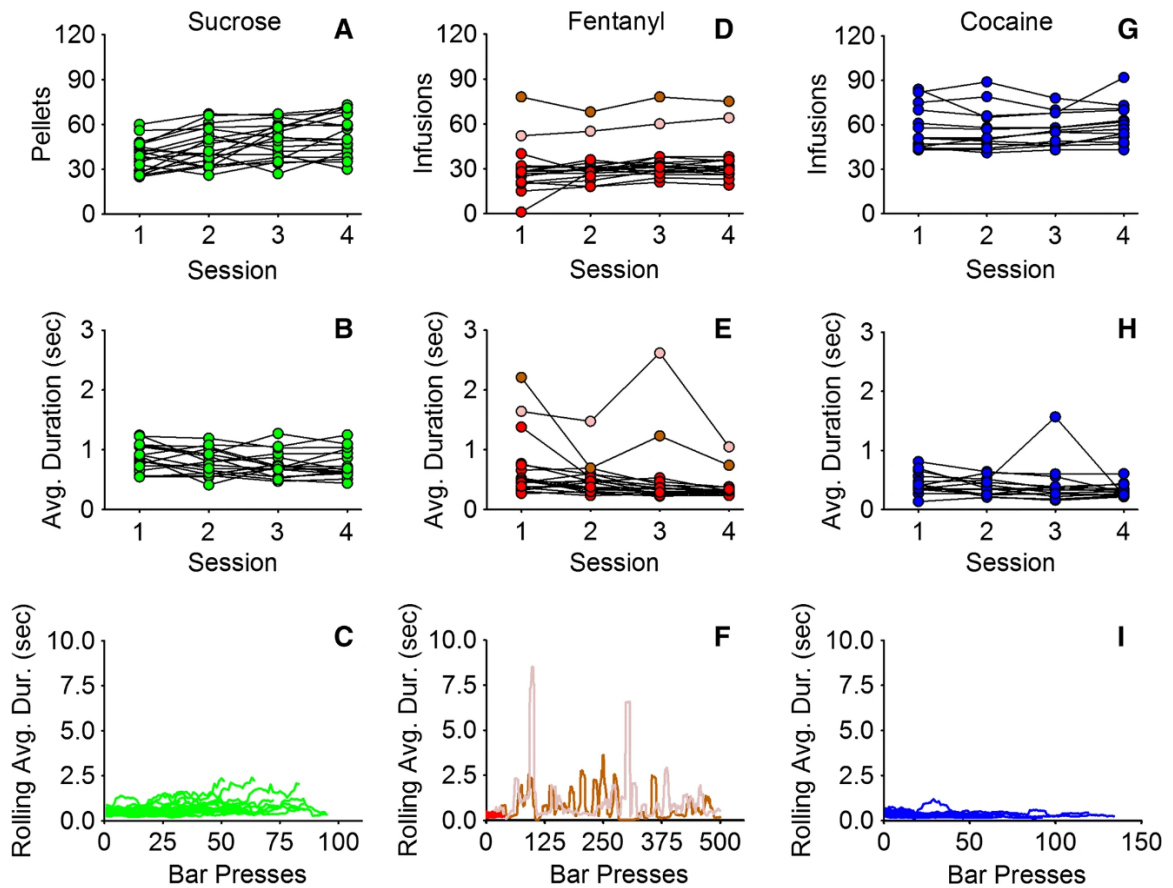 Sucrose
A
Pellets
120
90
60
30
0
1 2 3 4
Session
Fentanyl
D
Infusions
120
90
60
30
0
1 2 3 4
Session
Cocaine
G
Infusions
120
90
60
30
0
1 2 3 4
Session
B
Avg. Duration (sec)
3
2
1
0
1 2 3 4
Session
E
Avg. Duration (sec)
3
2
1
0
1 2 3 4
Session
H
Avg. Duration (sec)
3
2
1
0
1 2 3 4
Session
C
Rolling Avg. Dur. (sec)
10.0
7.5
5.0
2.5
0.0
0 25 50 75 100
Bar Presses
F
Rolling Avg. Dur. (sec)
10.0
7.5
5.0
2.5
0.0
0 125 250 375 500
Bar Presses
I
Rolling Avg. Dur. (sec)
10.0
7.5
5.0
2.5
0.0
0 50 100 150
Bar Presses